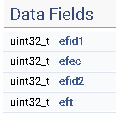 Data Fields
uint32_t efid1
uint32_t efec
uint32_t efid2
uint32_t eft